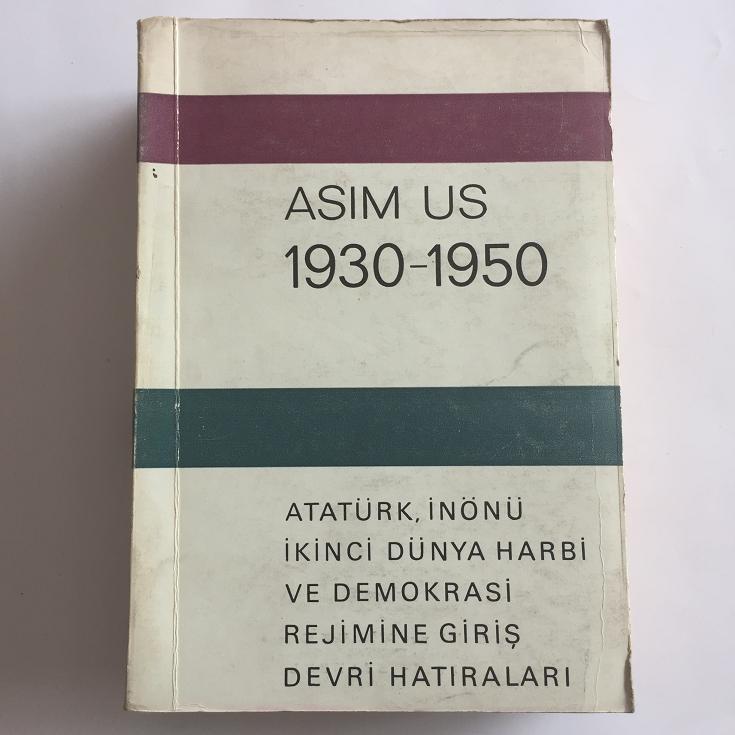 ASIM US
1930-1950
ATATÜRK, İNÖNÜ
İKİNCİ DÜNYA HARBİ
VE DEMOKRASİ
REJİMİNE GİRİŞ
DEVRİ HATIRALARI